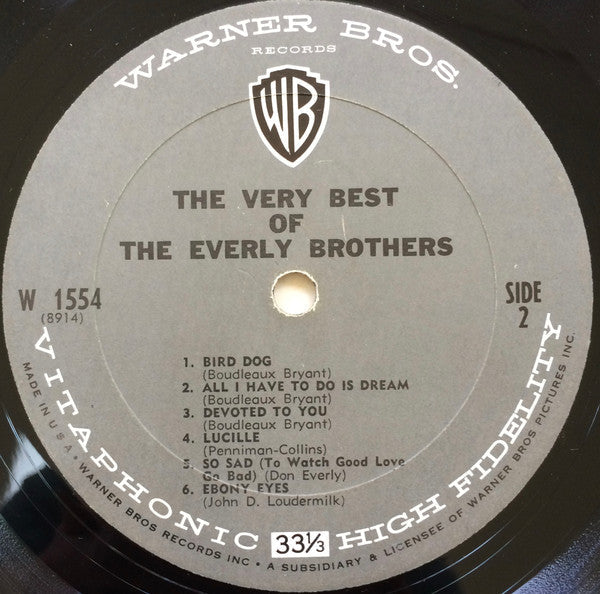 WARNER BROS.
RECORDS
WB
THE VERY BEST
OF
THE EVERLY BROTHERS
W 1554
(8914)
SIDE
2
1. BIRD DOG
(Boudleaux Bryant)
2. ALL I HAVE TO DO IS DREAM
(Boudleaux Bryant)
3. DEVOTED TO YOU
(Boudleaux Bryant)
4. LUCILLE
(Penniman-Collins)
5. SO SAD (To Watch Good Love
Go Bad) (Don Everly)
6. EBONY EYES
(John D. Loudermilk)
VITAPHONIC 33⅓ HIGH FIDELITY
MADE IN U.S.A. • WARNER BROS RECORDS INC • A SUBSIDIARY & LICENSEE OF WARNER BROS PICTURES INC.